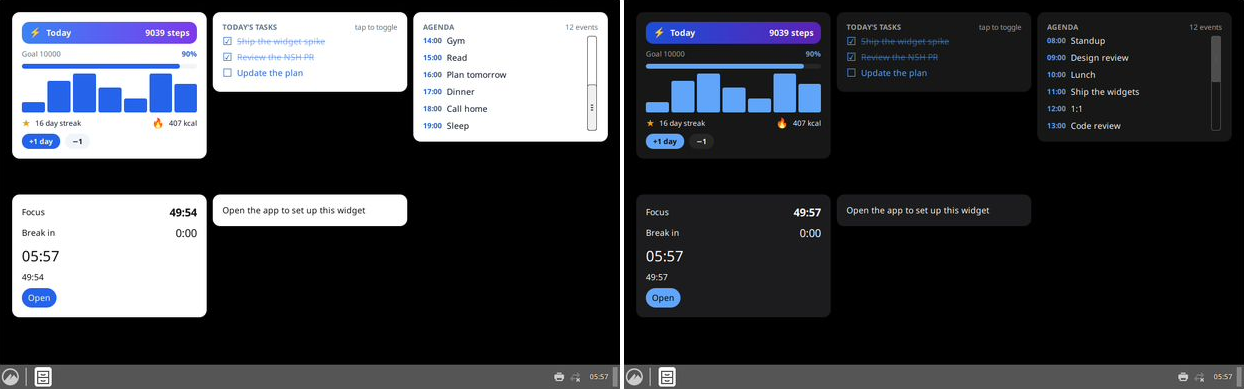 ⚡ Today 9039 steps
Goal 10000 90%
★ 16 day streak 🔥 407 kcal
+1 day −1
TODAY'S TASKS tap to toggle
☑ Ship the widget spike
☑ Review the NSH PR
☐ Update the plan
AGENDA 12 events
14:00 Gym
15:00 Read
16:00 Plan tomorrow
17:00 Dinner
18:00 Call home
19:00 Sleep
Focus 49:54
Break in 0:00
05:57
49:54
Open
Open the app to set up this widget
05:57
⚡ Today 9039 steps
Goal 10000 90%
★ 16 day streak 🔥 407 kcal
+1 day −1
TODAY'S TASKS tap to toggle
☑ Ship the widget spike
☑ Review the NSH PR
☐ Update the plan
AGENDA 12 events
08:00 Standup
09:00 Design review
10:00 Lunch
11:00 Ship the widgets
12:00 1:1
13:00 Code review
Focus 49:57
Break in 0:00
05:57
49:57
Open
Open the app to set up this widget
05:57